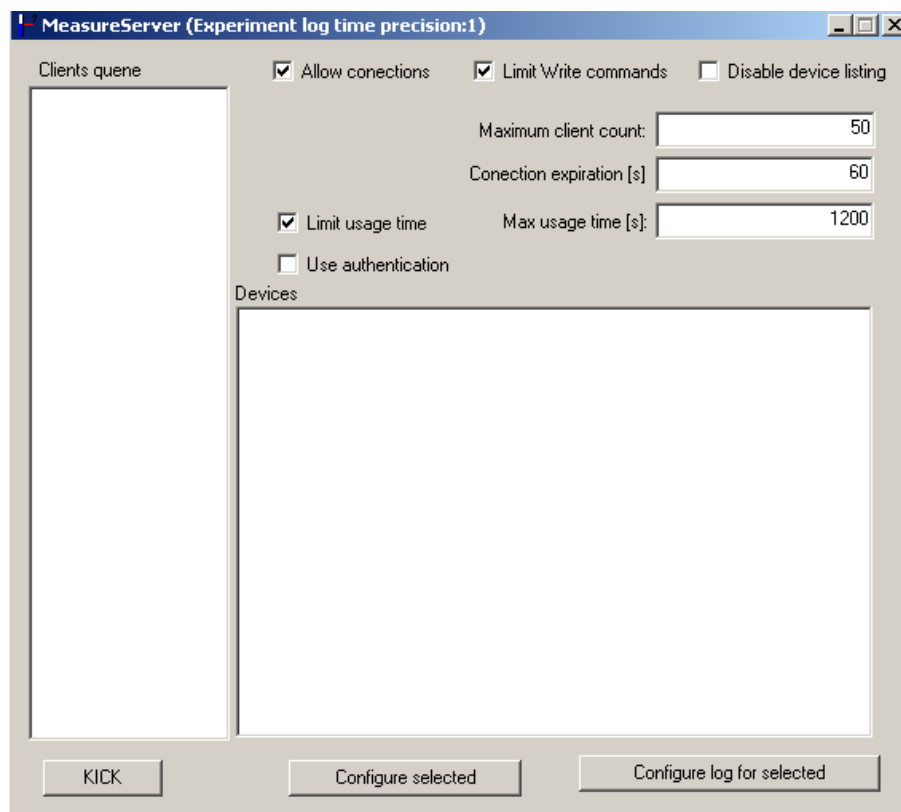 MeasureServer (Experiment log time precision:1)
Clients quene
Allow conections
Limit Write commands
Disable device listing
Maximum client count:
50
Conection expiration [s]
60
Limit usage time
Max usage time [s]:
1200
Use authentication
Devices
KICK
Configure selected
Configure log for selected